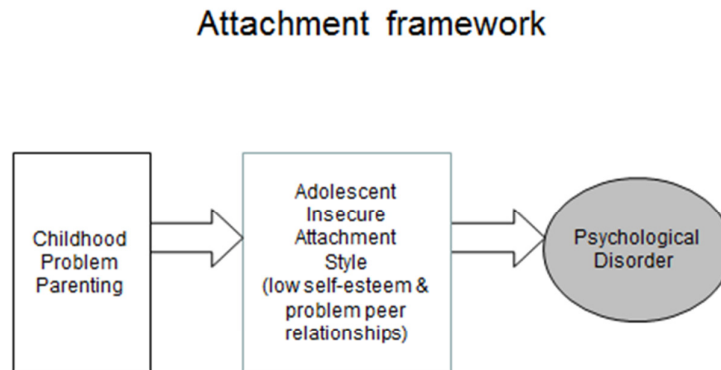 Attachment framework
Childhood
Problem
Parenting
Adolescent
Insecure
Attachment
Style
(low self-esteem &
problem peer
relationships)
Psychological
Disorder